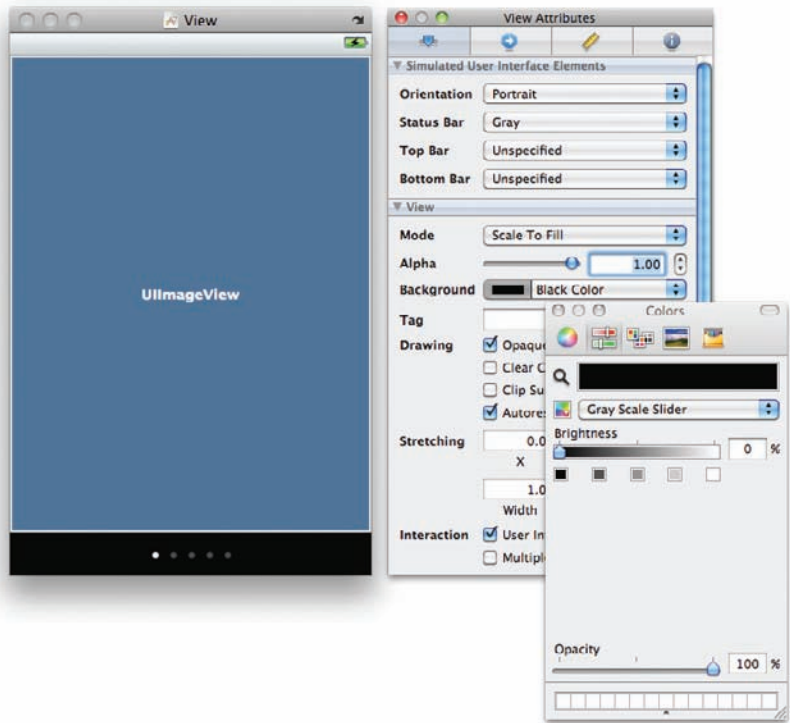 View
UIImageView
View Attributes
Simulated User Interface Elements
Orientation Portrait
Status Bar Gray
Top Bar Unspecified
Bottom Bar Unspecified
View
Mode Scale To Fill
Alpha 1.00
Background Black Color
Tag
Drawing Opaque
Clear C
Clip Su
Autores
Stretching 0.0
X
1.0
Width
Interaction User In
Multipl
Colors
Gray Scale Slider
Brightness
0 %
Opacity
100 %